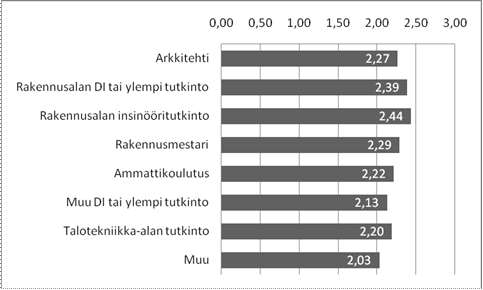 0,00 0,50 1,00 1,50 2,00 2,50 3,00
Arkkitehti 2,27
Rakennusalan DI tai ylempi tutkinto 2,39
Rakennusalan insinööritutkinto 2,44
Rakennusmestari 2,29
Ammattikoulutus 2,22
Muu DI tai ylempi tutkinto 2,13
Talotekniikka-alan tutkinto 2,20
Muu 2,03